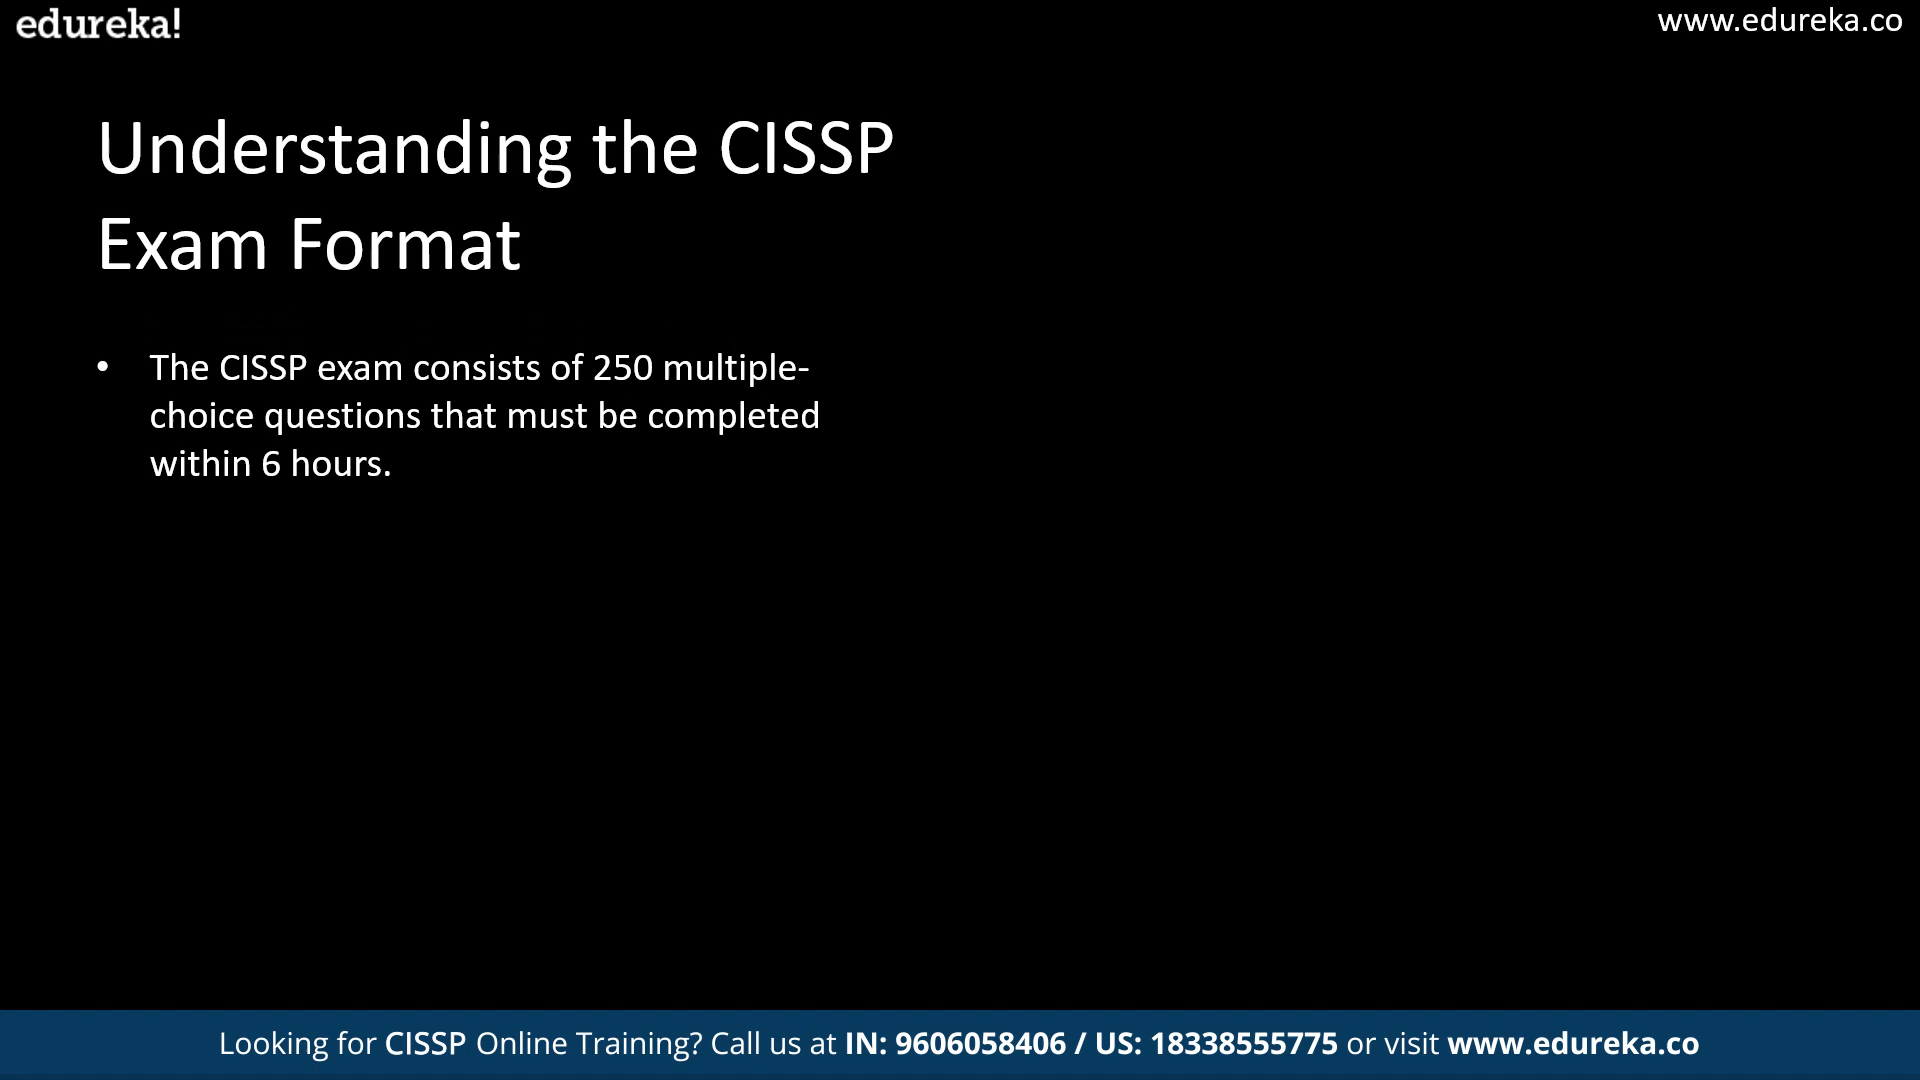 edureka!
www.edureka.co
Understanding the CISSP
Exam Format
• The CISSP exam consists of 250 multiple-
choice questions that must be completed
within 6 hours.
Looking for CISSP Online Training? Call us at IN: 9606058406 / US: 18338555775 or visit www.edureka.co